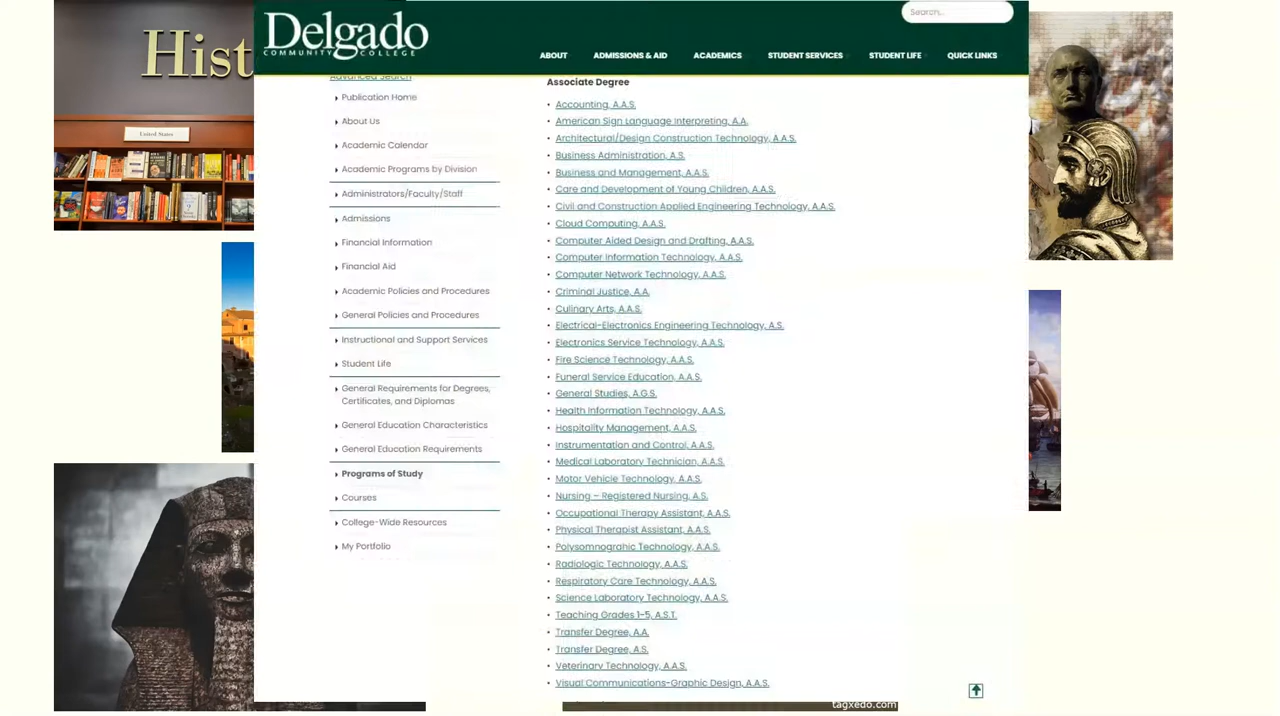 Hist
United States
Delgado
COMMUNITY COLLEGE
Search...
ABOUT
ADMISSIONS & AID
ACADEMICS
STUDENT SERVICES
STUDENT LIFE
QUICK LINKS
Advanced Search
Publication Home
About Us
Academic Calendar
Academic Programs by Division
Administrators/Faculty/Staff
Admissions
Financial Information
Financial Aid
Academic Policies and Procedures
General Policies and Procedures
Instructional and Support Services
Student Life
General Requirements for Degrees,
Certificates, and Diplomas
General Education Characteristics
General Education Requirements
Programs of Study
Courses
College-Wide Resources
My Portfolio
Associate Degree
• Accounting, A.A.S.
• American Sign Language Interpreting, A.A.
• Architectural/Design Construction Technology, A.A.S.
• Business Administration, A.S.
• Business and Management, A.A.S.
• Care and Development of Young Children, A.A.S.
• Civil and Construction Applied Engineering Technology, A.A.S.
• Cloud Computing, A.A.S.
• Computer Aided Design and Drafting, A.A.S.
• Computer Information Technology, A.A.S.
• Computer Network Technology, A.A.S.
• Criminal Justice, A.A.
• Culinary Arts, A.A.S.
• Electrical-Electronics Engineering Technology, A.S.
• Electronics Service Technology, A.A.S.
• Fire Science Technology, A.A.S.
• Funeral Service Education, A.A.S.
• General Studies, A.G.S.
• Health Information Technology, A.A.S.
• Hospitality Management, A.A.S.
• Instrumentation and Control, A.A.S.
• Medical Laboratory Technician, A.A.S.
• Motor Vehicle Technology, A.A.S.
• Nursing – Registered Nursing, A.S.
• Occupational Therapy Assistant, A.A.S.
• Physical Therapist Assistant, A.A.S.
• Polysomnograhic Technology, A.A.S.
• Radiologic Technology, A.A.S.
• Respiratory Care Technology, A.A.S.
• Science Laboratory Technology, A.A.S.
• Teaching Grades 1-5, A.S.T.
• Transfer Degree, A.A.
• Transfer Degree, A.S.
• Veterinary Technology, A.A.S.
• Visual Communications-Graphic Design, A.A.S.
tagxedo.com